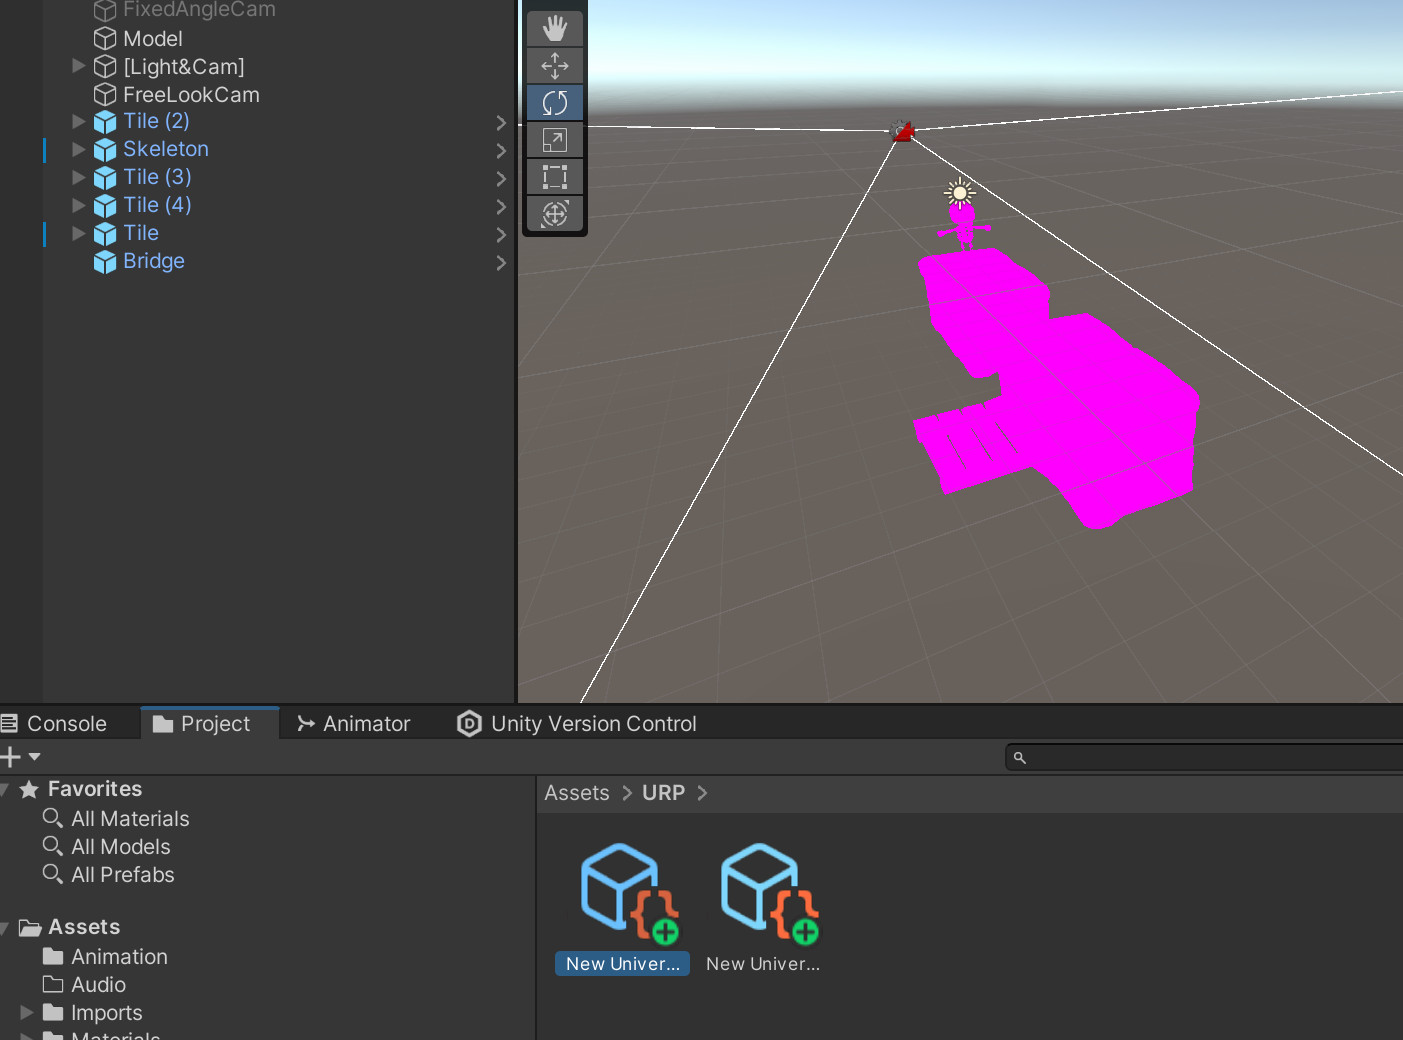 FixedAngleCam
Model
[Light&Cam]
FreeLookCam
Tile (2)
Skeleton
Tile (3)
Tile (4)
Tile
Bridge
Console
Project
Animator
Unity Version Control
Favorites
All Materials
All Models
All Prefabs
Assets
Animation
Audio
Imports
Materials
Assets > URP >
New Univer...
New Univer...